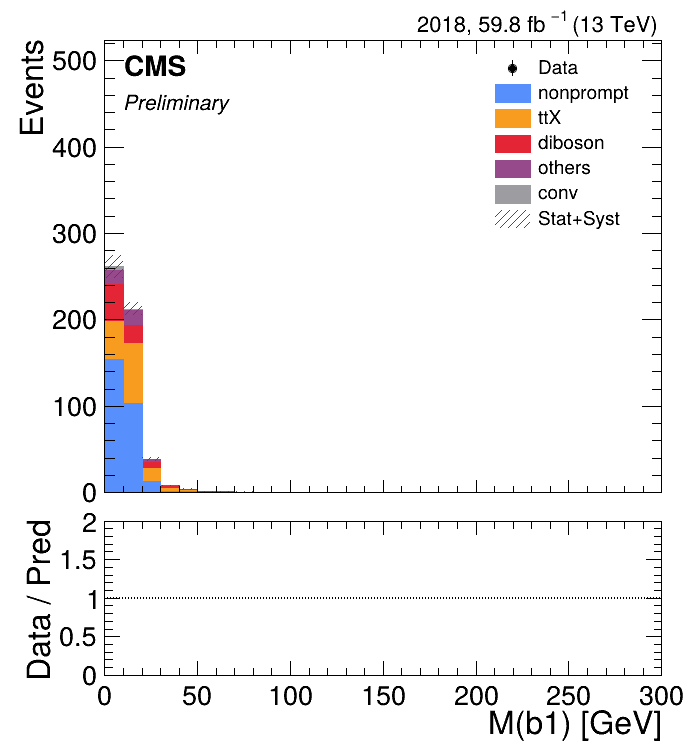 2018, 59.8 fb⁻¹ (13 TeV)
Events
500
400
300
200
100
0
CMS
Preliminary
Data
nonprompt
ttX
diboson
others
conv
Stat+Syst
Data / Pred
2
1.5
1
0.5
0
0 50 100 150 200 250 300
M(b1) [GeV]